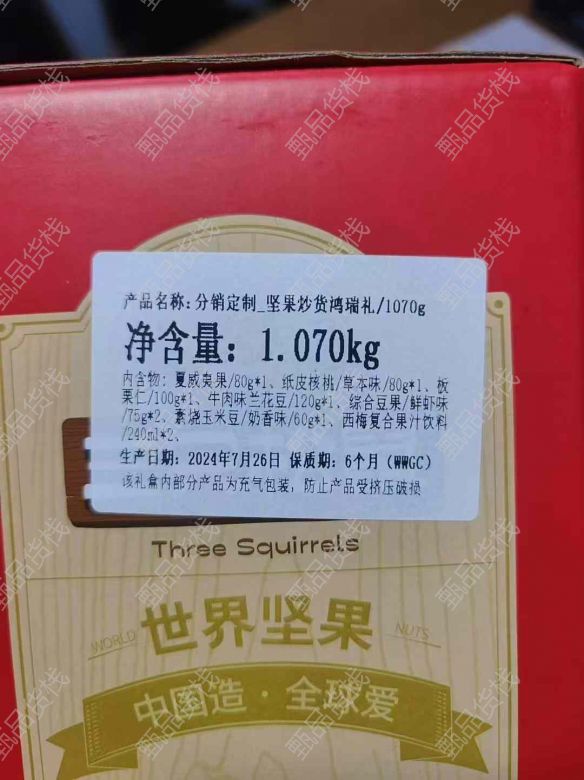 产品名称：分销定制_坚果炒货鸿瑞礼/1070g
净含量：1.070kg
内含物：夏威夷果/80g*1、纸皮核桃/草本味/80g*1、板
栗仁/100g*1、牛肉味兰花豆/120g*1、综合豆果/鲜虾味
/75g*2、素烧玉米豆/奶香味/60g*1、西梅复合果汁饮料
/240ml*2、
生产日期：2024年7月26日 保质期：6个月（WWGC）
该礼盒内部分产品为充气包装，防止产品受挤压破损
Three Squirrels
WORLD 世界坚果 NUTS
中国造·全球爱
甄品货栈